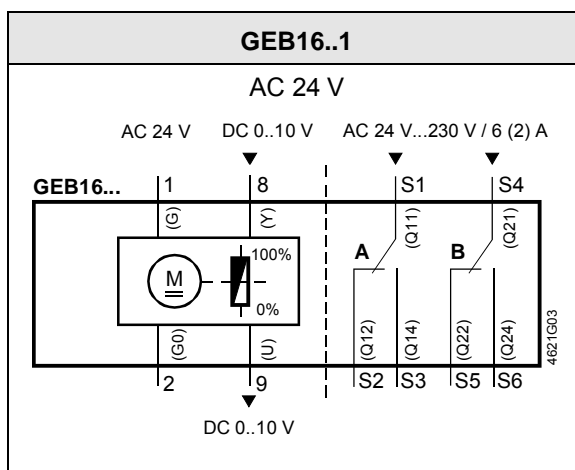 GEB16..1
AC 24 V
AC 24 V DC 0..10 V AC 24 V...230 V / 6 (2) A
GEB16... 1 8 S1 S4
(G) (Y) (Q11) (Q21)
A B
100%
M
0%
(G0) (U) (Q12) (Q14) (Q22) (Q24)
4621G03
2 9 S2 S3 S5 S6
DC 0..10 V